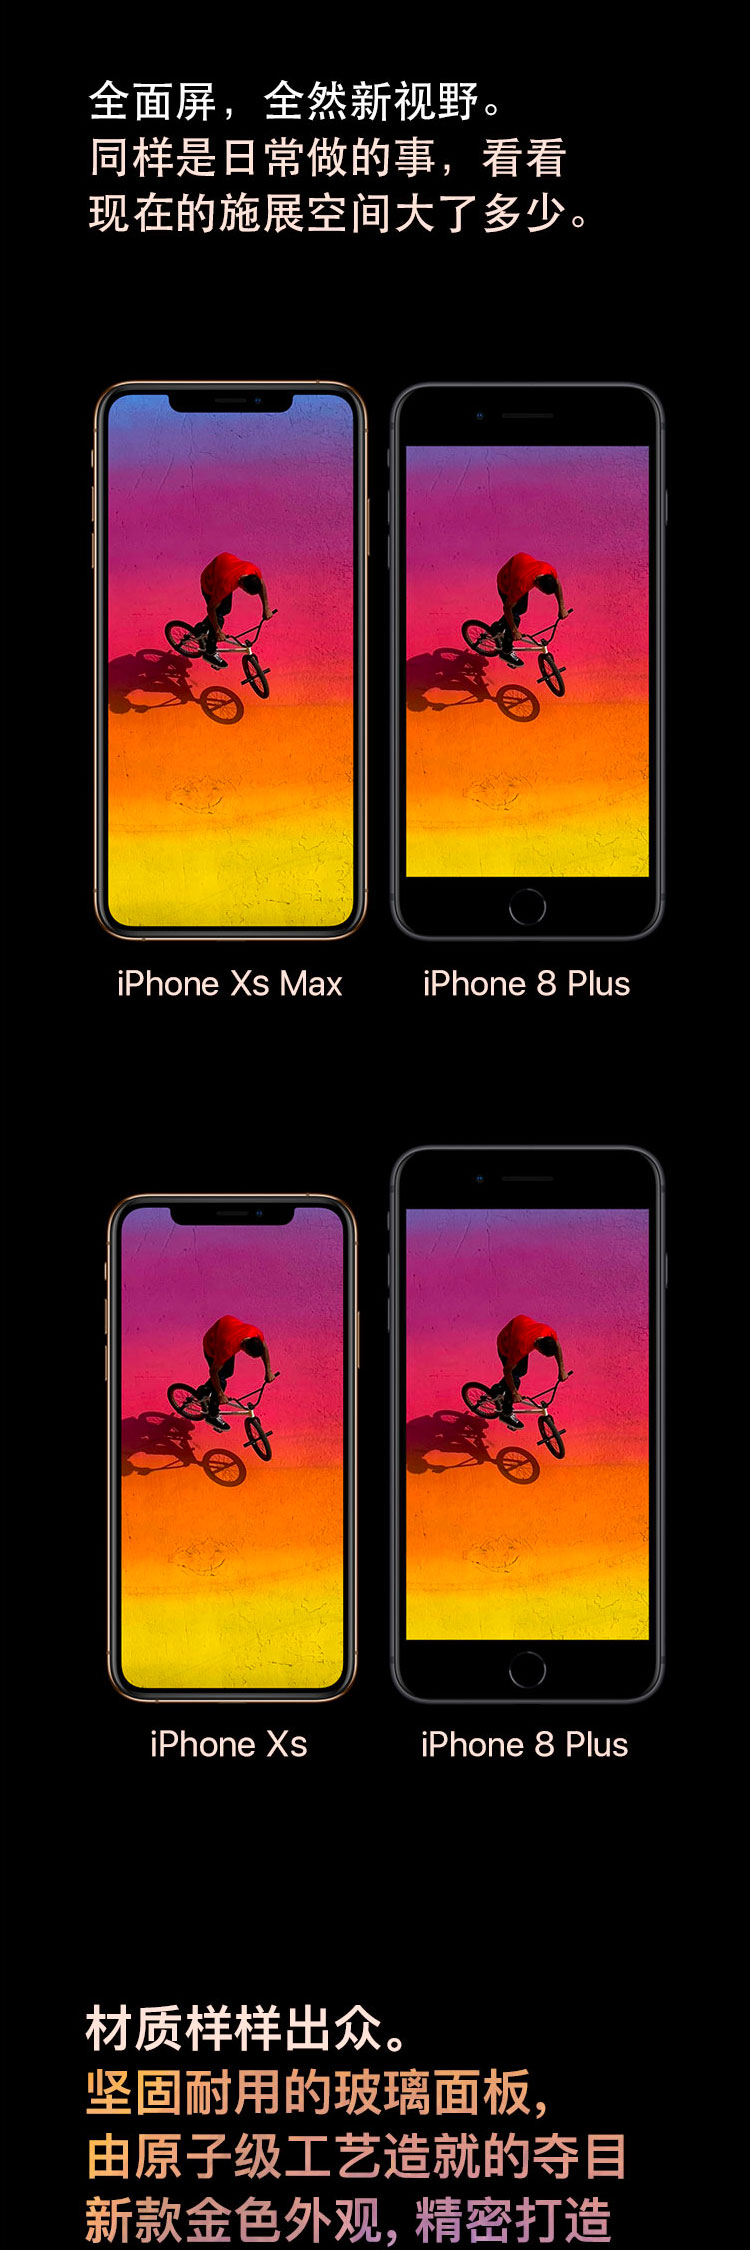 全面屏，全然新视野。
同样是日常做的事，看看
现在的施展空间大了多少。
iPhone Xs Max
iPhone 8 Plus
iPhone Xs
iPhone 8 Plus
材质样样出众。
坚固耐用的玻璃面板，
由原子级工艺造就的夺目
新款金色外观，精密打造